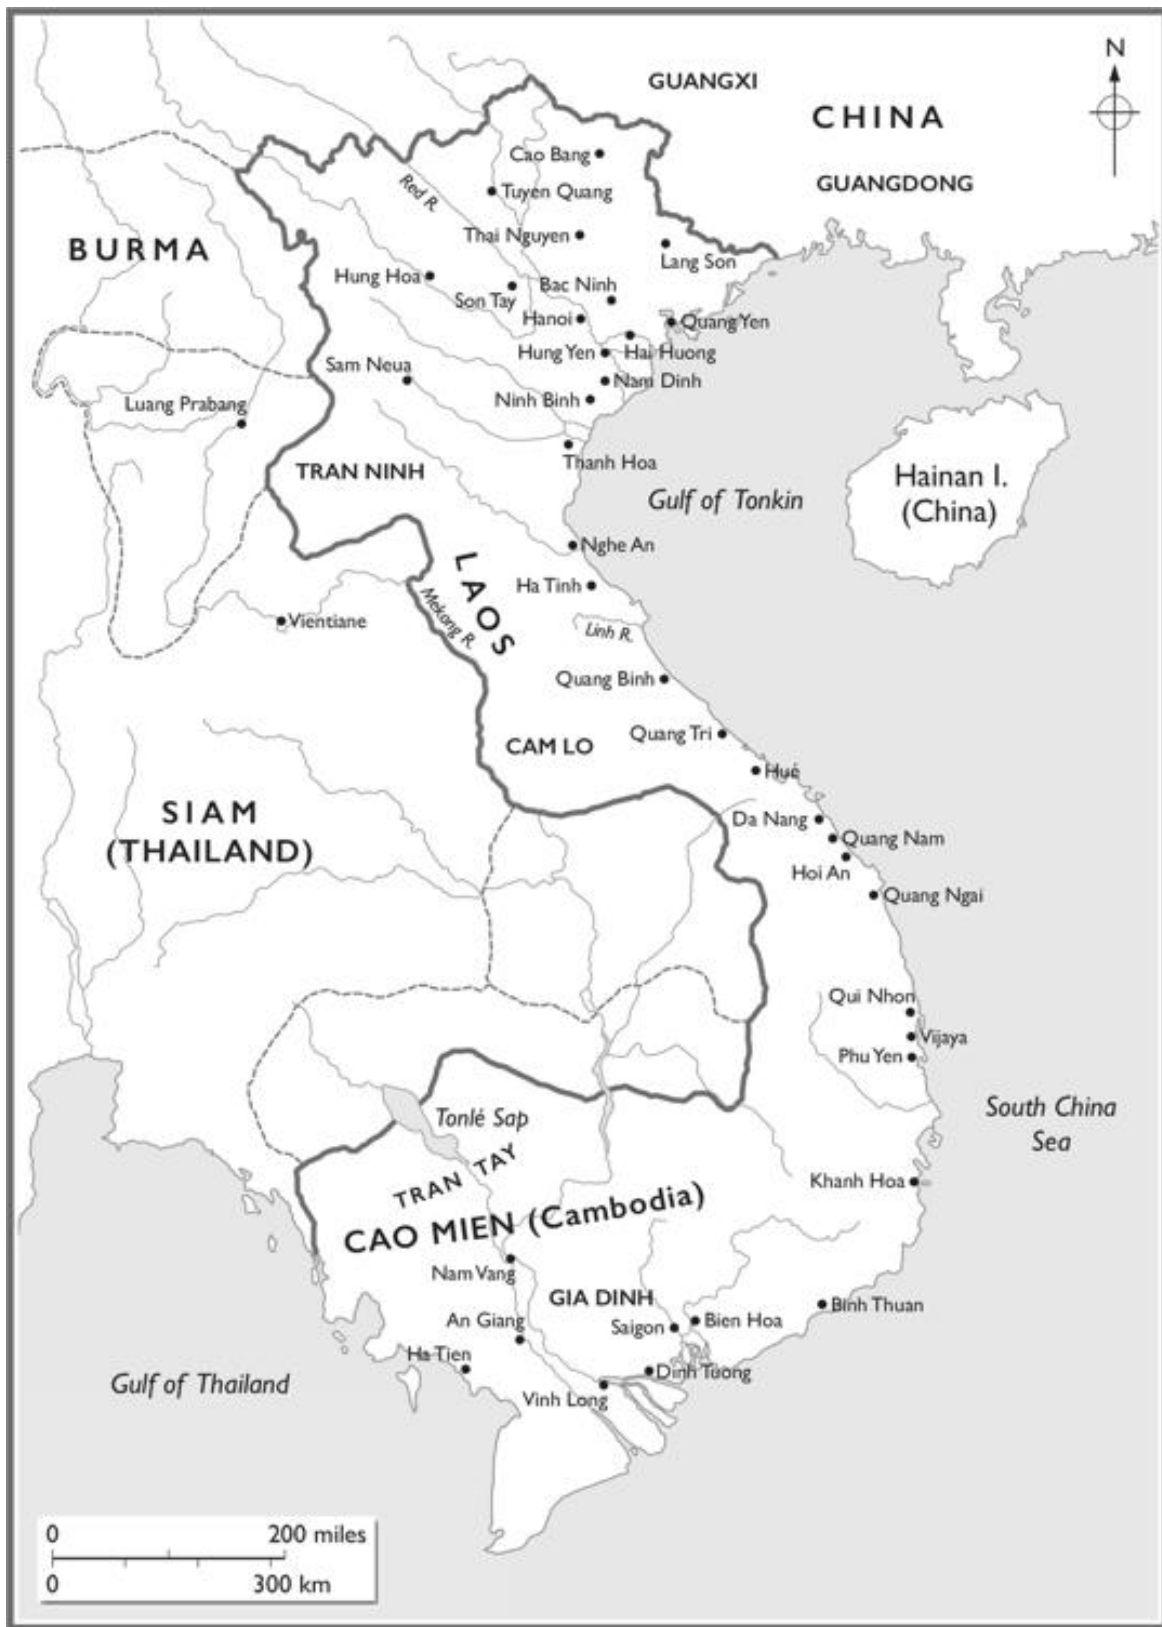 N
GUANGXI
CHINA
GUANGDONG
Cao Bang
Red R.
Tuyen Quang
BURMA
Thai Nguyen
Lang Son
Hung Hoa
Bac Ninh
Son Tay
Hanoi
Quang Yen
Hung Yen
Hai Huong
Sam Neua
Nam Dinh
Luang Prabang
Ninh Binh
TRAN NINH
Thanh Hoa
Hainan I.
(China)
Gulf of Tonkin
Nghe An
LAOS
Ha Tinh
Mekong R.
Vientiane
Linh R.
Quang Binh
Quang Tri
CAM LO
Hué
SIAM
(THAILAND)
Da Nang
Quang Nam
Hoi An
Quang Ngai
Qui Nhon
Vijaya
Phu Yen
South China
Sea
Tonlé Sap
TRAN TAY
Khanh Hoa
CAO MIEN (Cambodia)
Nam Vang
GIA DINH
An Giang
Saigon
Bien Hoa
Binh Thuan
Ha Tien
Dinh Tuong
Gulf of Thailand
Vinh Long
0 200 miles
0 300 km